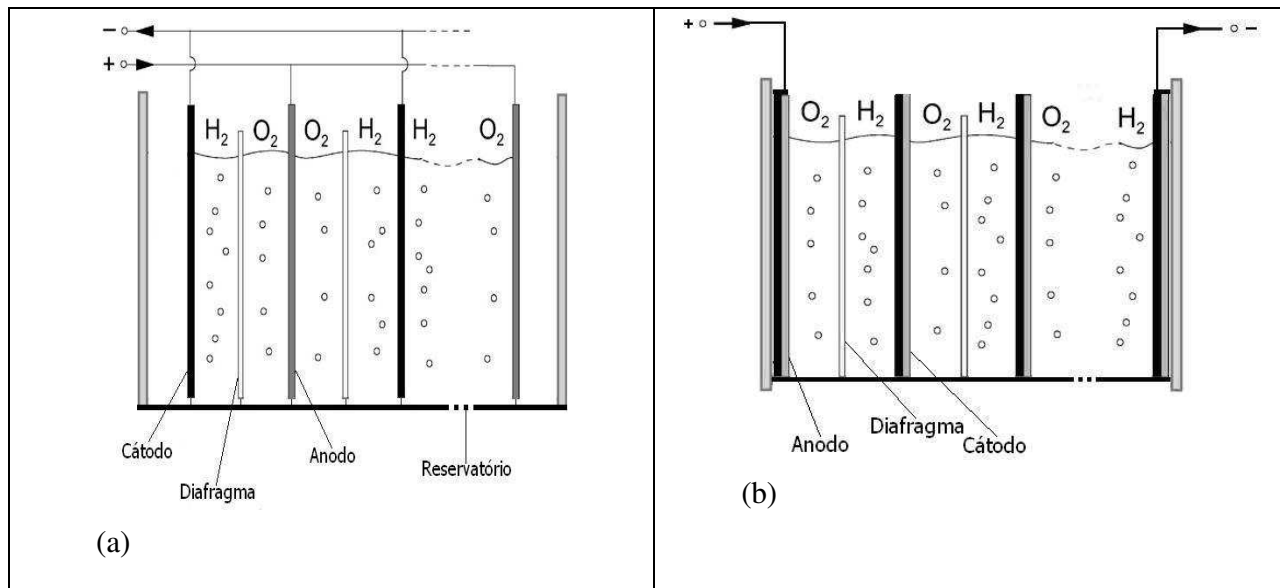 −
+
H₂ O₂ O₂ H₂ H₂ O₂
Cátodo
Diafragma
Anodo
Reservatório
(a)
+
−
O₂ H₂ O₂ H₂ O₂ H₂
Anodo
Diafragma
Cátodo
(b)